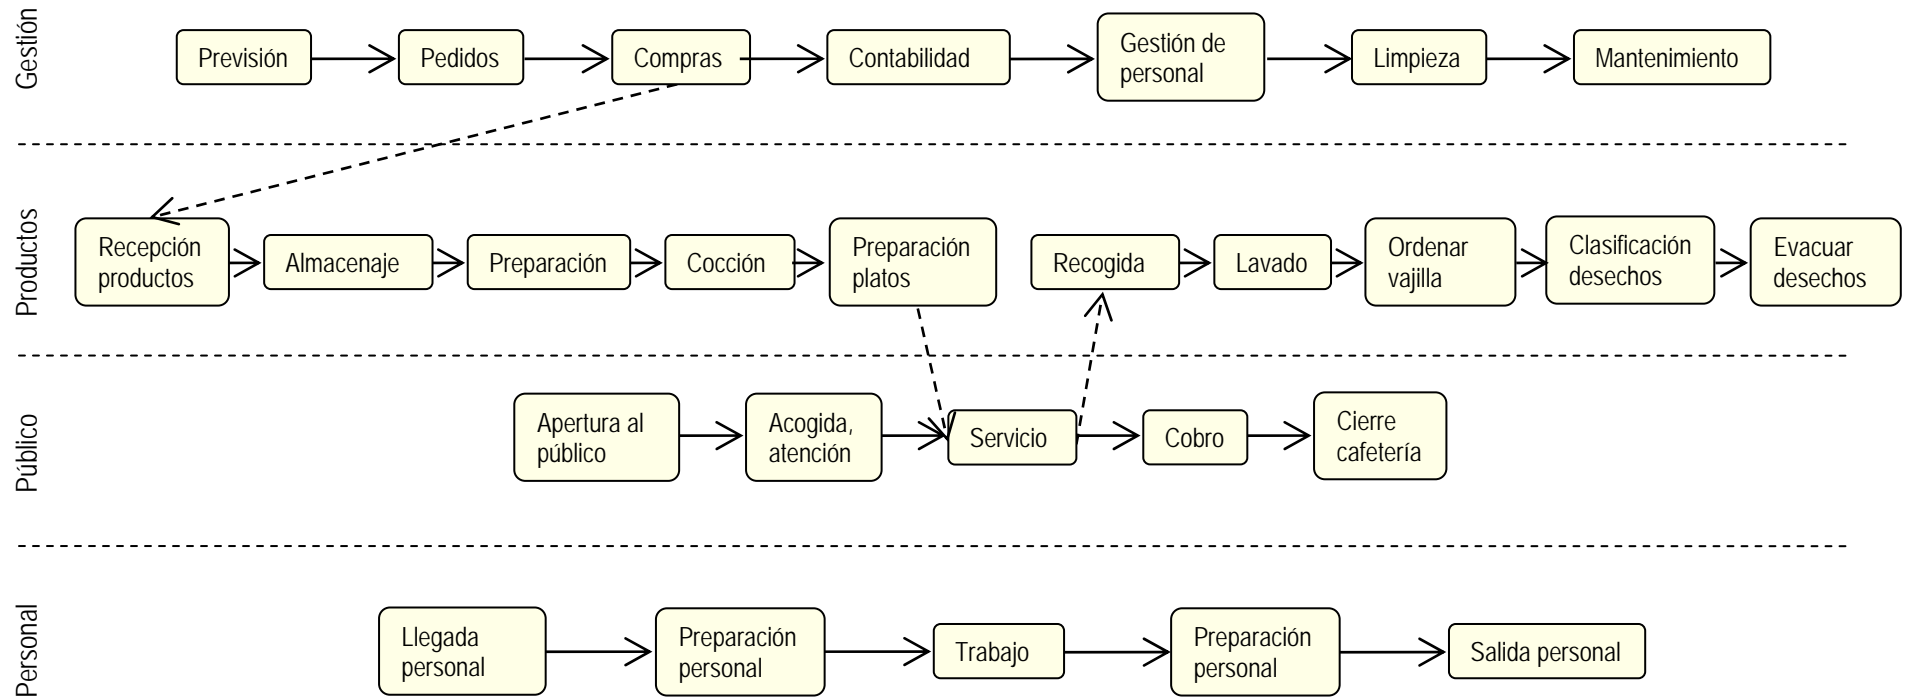 Gestión
Previsión
Pedidos
Compras
Contabilidad
Gestión de
personal
Limpieza
Mantenimiento
Productos
Recepción
productos
Almacenaje
Preparación
Cocción
Preparación
platos
Recogida
Lavado
Ordenar
vajilla
Clasificación
desechos
Evacuar
desechos
Público
Apertura al
público
Acogida,
atención
Servicio
Cobro
Cierre
cafetería
Personal
Llegada
personal
Preparación
personal
Trabajo
Preparación
personal
Salida personal